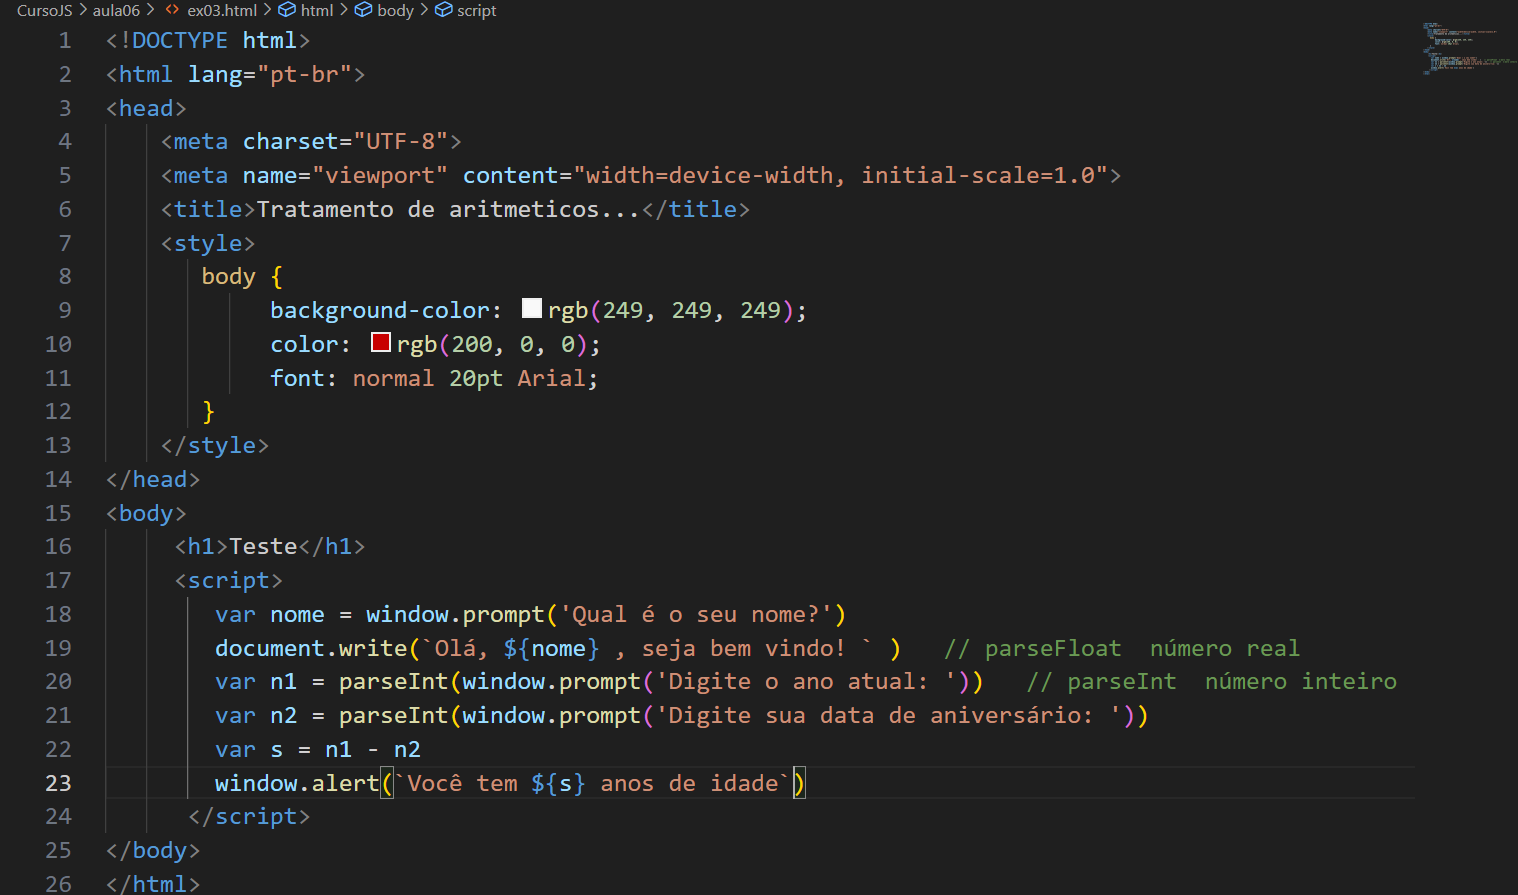 CursoJS > aula06 > <> ex03.html > html > body > script
1 <!DOCTYPE html>
2 <html lang="pt-br">
3 <head>
4     <meta charset="UTF-8">
5     <meta name="viewport" content="width=device-width, initial-scale=1.0">
6     <title>Tratamento de aritmeticos...</title>
7     <style>
8        body {
9             background-color: rgb(249, 249, 249);
10             color: rgb(200, 0, 0);
11             font: normal 20pt Arial;
12        }
13     </style>
14 </head>
15 <body>
16      <h1>Teste</h1>
17      <script>
18         var nome = window.prompt('Qual é o seu nome?')
19         document.write(`Olá, ${nome} , seja bem vindo! ` )   // parseFloat  número real
20         var n1 = parseInt(window.prompt('Digite o ano atual: '))   // parseInt  número inteiro
21         var n2 = parseInt(window.prompt('Digite sua data de aniversário: '))
22         var s = n1 - n2
23         window.alert(`Você tem ${s} anos de idade`)
24       </script>
25 </body>
26 </html>